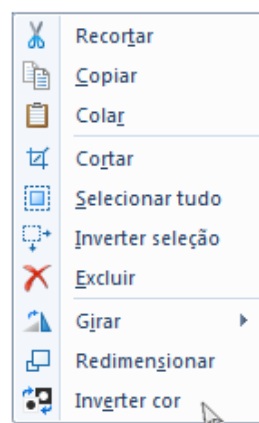 Recortar
Copiar
Colar
Cortar
Selecionar tudo
Inverter seleção
Excluir
Girar
Redimensionar
Inverter cor